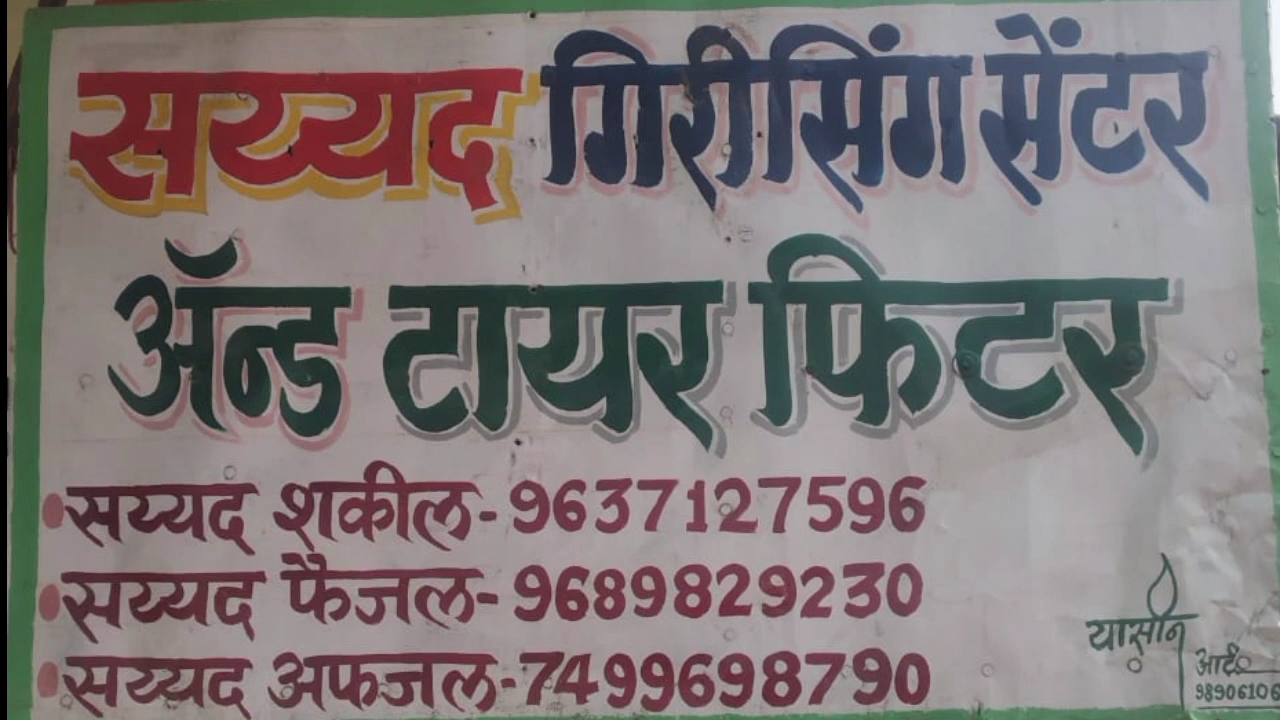 सय्यद गिरीसिंग सेंटर
ॲन्ड टायर फिटर
सय्यद शकील-9637127596
सय्यद फैजल-9689829230
सय्यद अफजल-7499698790
यासीन
आर्ट
98906106